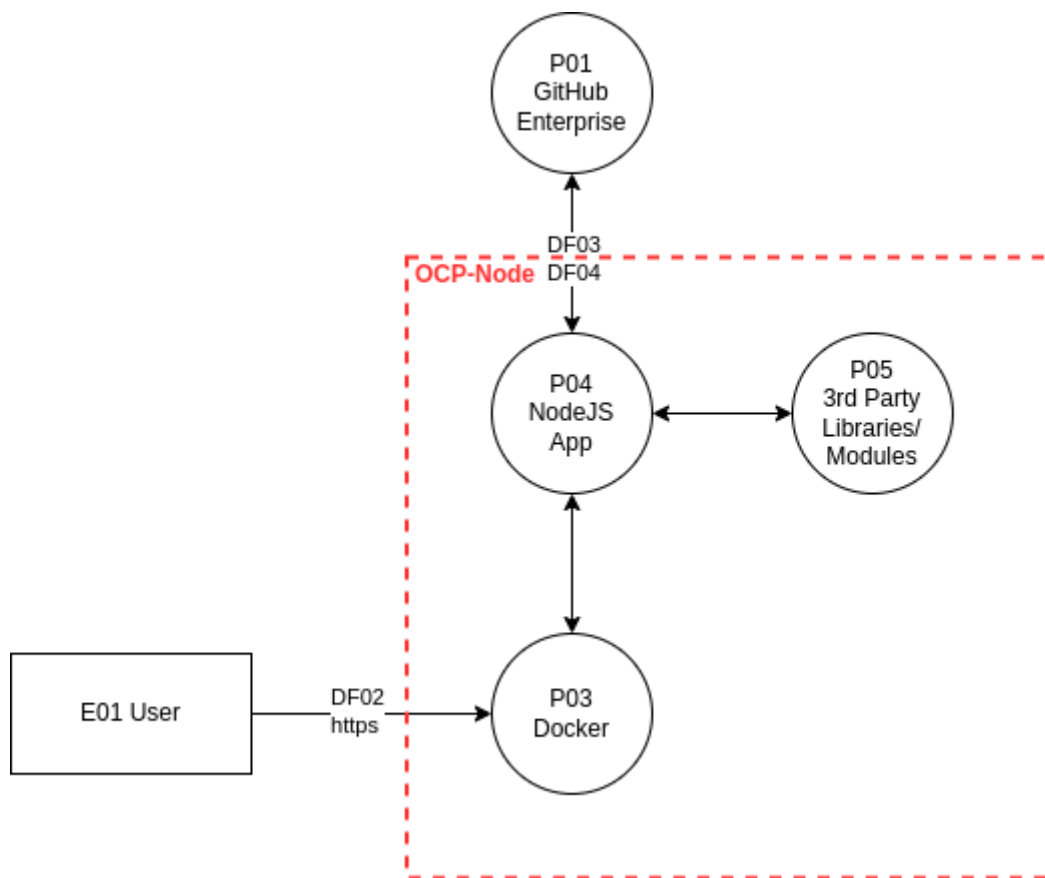 P01
GitHub
Enterprise
DF03
OCP-Node
DF04
P04
NodeJS
App
P05
3rd Party
Libraries/
Modules
E01 User
DF02
https
P03
Docker